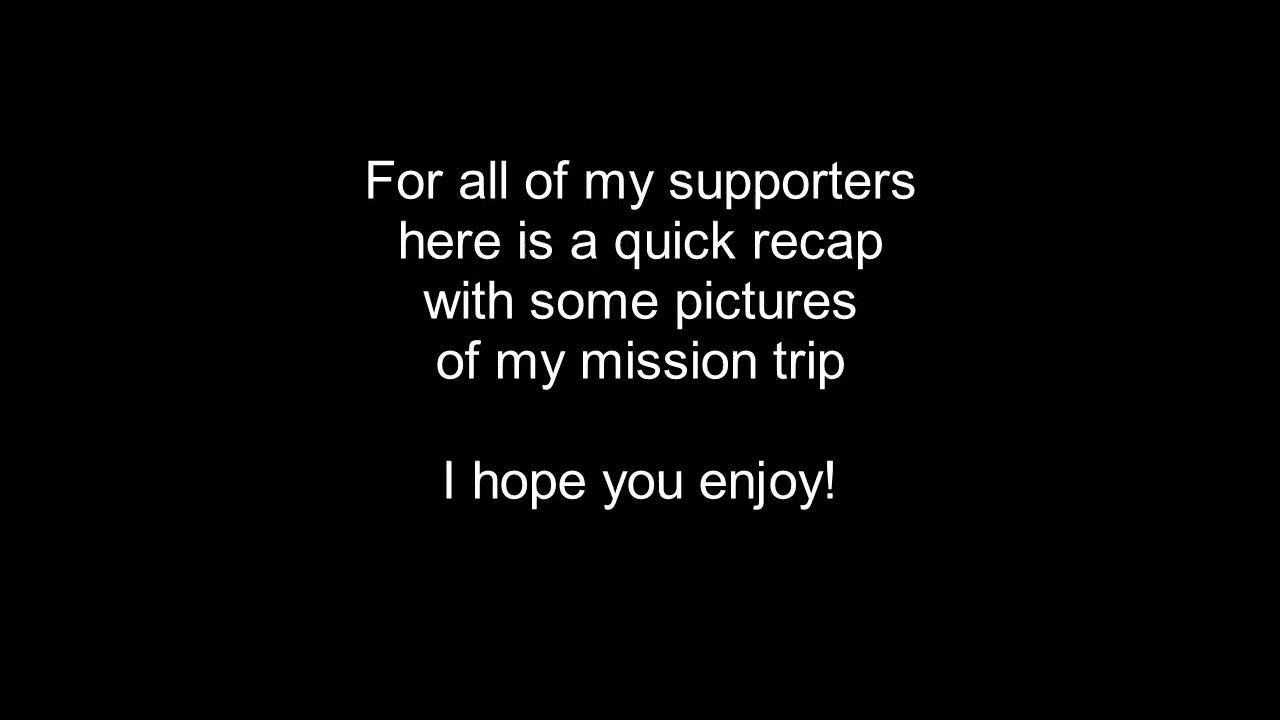 For all of my supporters
here is a quick recap
with some pictures
of my mission trip
I hope you enjoy!